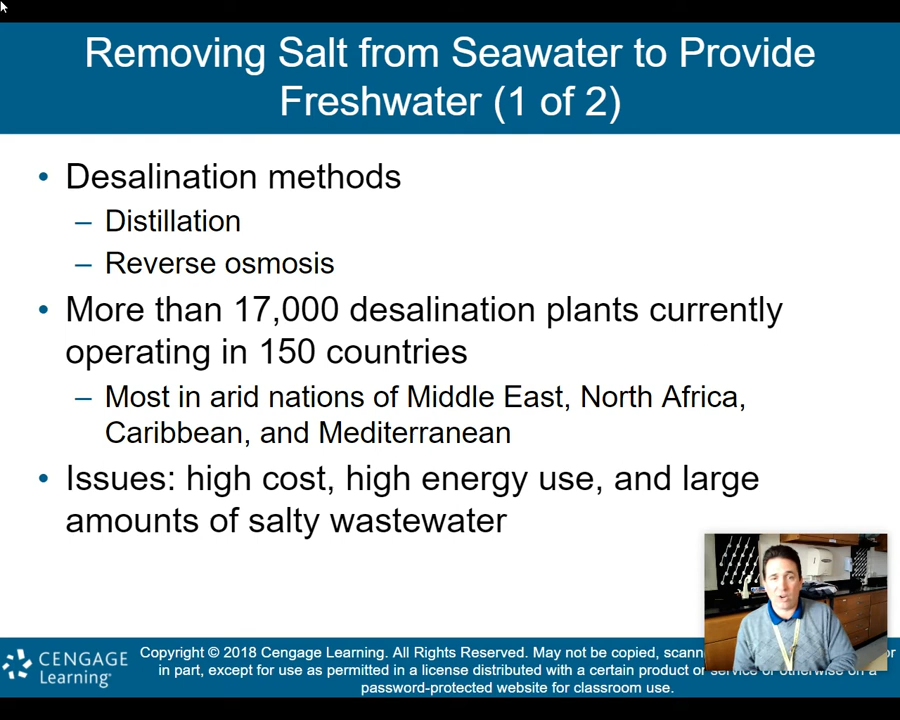 Removing Salt from Seawater to Provide
Freshwater (1 of 2)
• Desalination methods
– Distillation
– Reverse osmosis
• More than 17,000 desalination plants currently
operating in 150 countries
– Most in arid nations of Middle East, North Africa,
Caribbean, and Mediterranean
• Issues: high cost, high energy use, and large
amounts of salty wastewater
CENGAGE
Learning™
Copyright © 2018 Cengage Learning. All Rights Reserved. May not be copied, scann or
in part, except for use as permitted in a license distributed with a certain product or service or otherwise on a
password-protected website for classroom use.